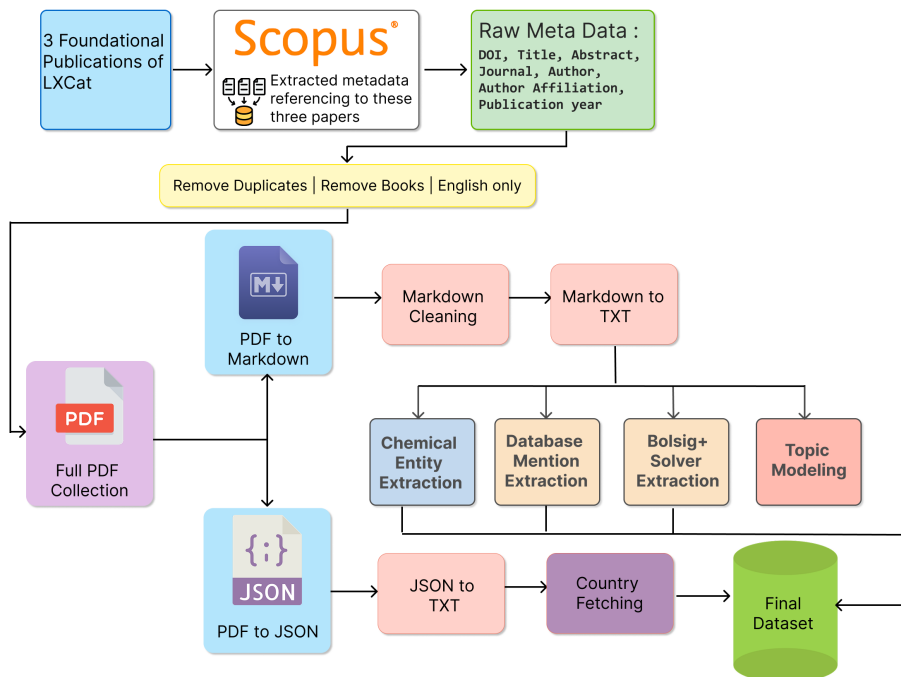 3 Foundational
Publications of
LXCat
Scopus®
Extracted metadata
referencing to these
three papers
Raw Meta Data :
DOI, Title, Abstract,
Journal, Author,
Author Affiliation,
Publication year
Remove Duplicates | Remove Books | English only
M
PDF to
Markdown
Markdown
Cleaning
Markdown to
TXT
PDF
Full PDF
Collection
Chemical
Entity
Extraction
Database
Mention
Extraction
Bolsig+
Solver
Extraction
Topic
Modeling
{;}
JSON
PDF to JSON
JSON to
TXT
Country
Fetching
Final
Dataset